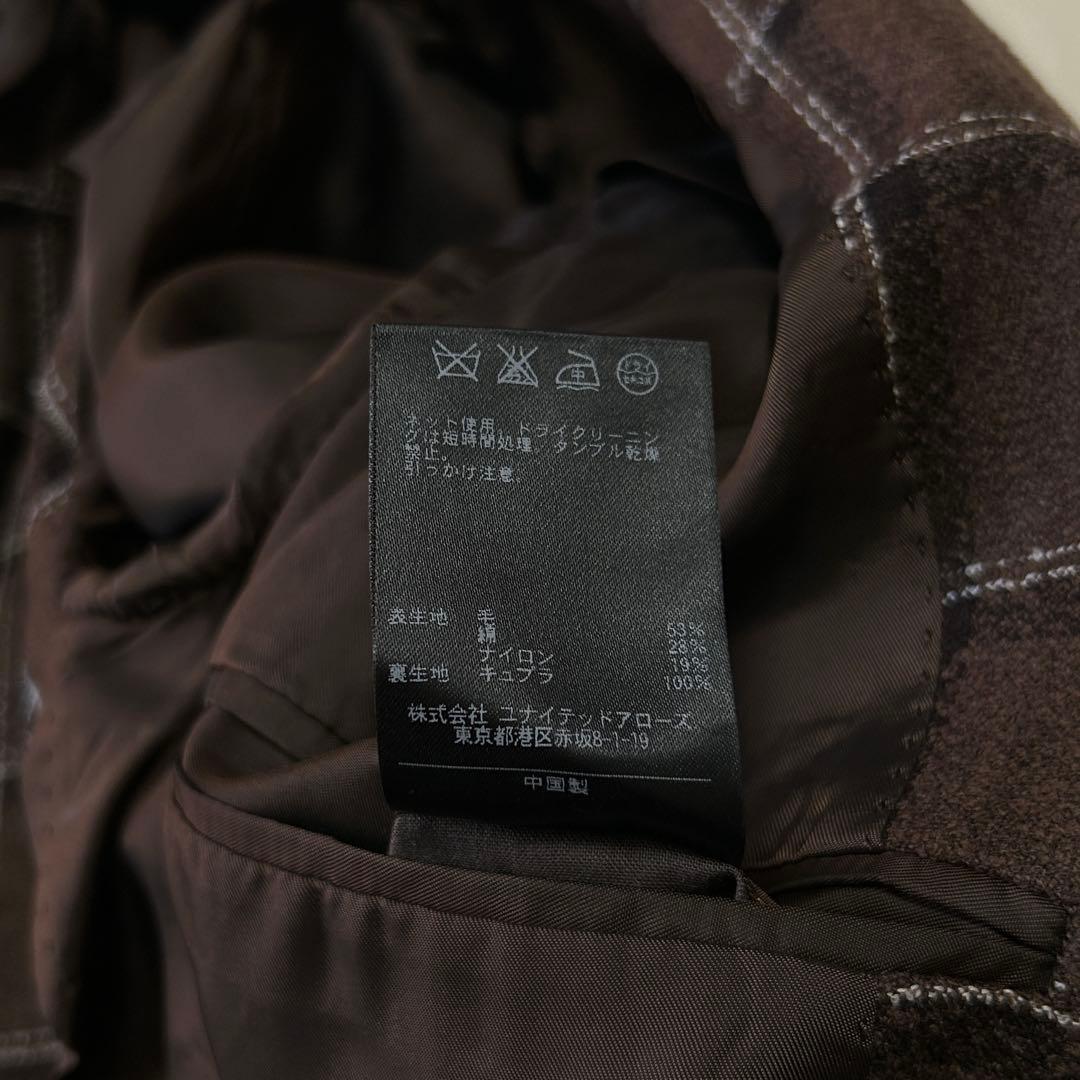 中
ドライ
ネット使用。ドライクリーニン
グは短時間処理。タンブル乾燥
禁止。
引っかけ注意。
表生地 毛 53%
絹 28%
ナイロン 19%
裏生地 キュプラ 100%
株式会社 ユナイテッドアローズ
東京都港区赤坂8-1-19
中国製